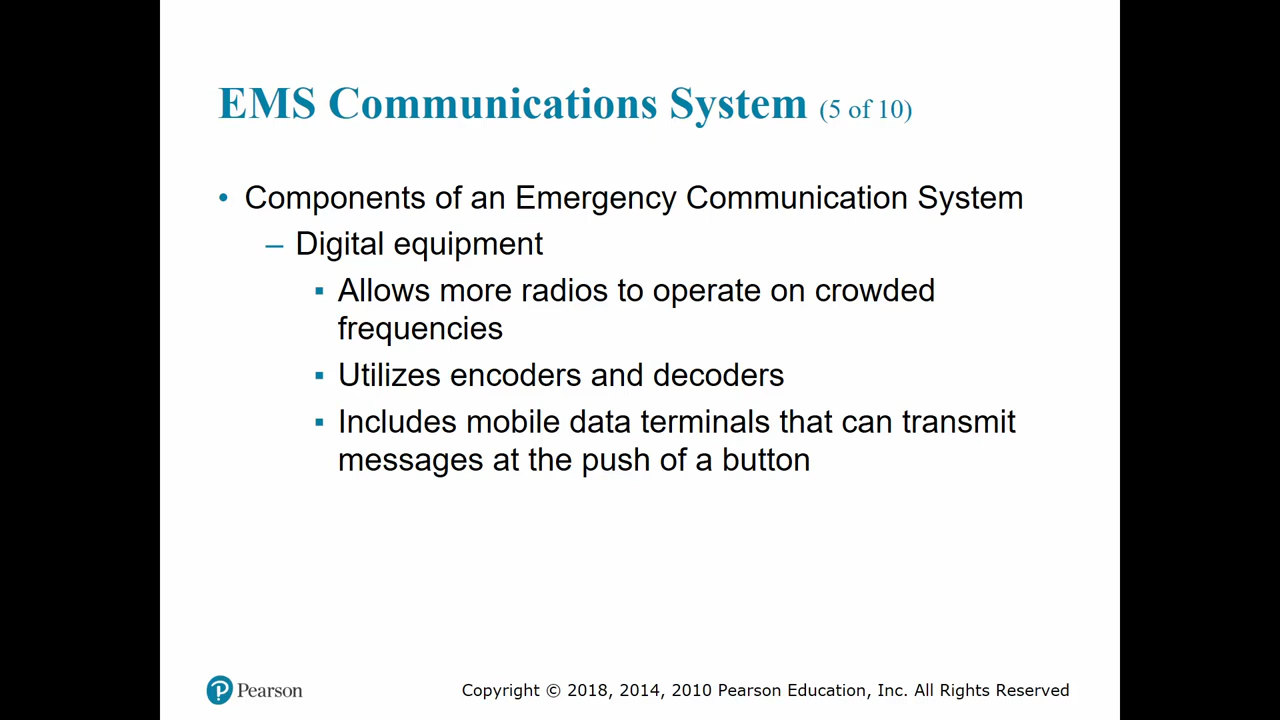 EMS Communications System (5 of 10)
• Components of an Emergency Communication System
– Digital equipment
▪ Allows more radios to operate on crowded
frequencies
▪ Utilizes encoders and decoders
▪ Includes mobile data terminals that can transmit
messages at the push of a button
Pearson
Copyright © 2018, 2014, 2010 Pearson Education, Inc. All Rights Reserved